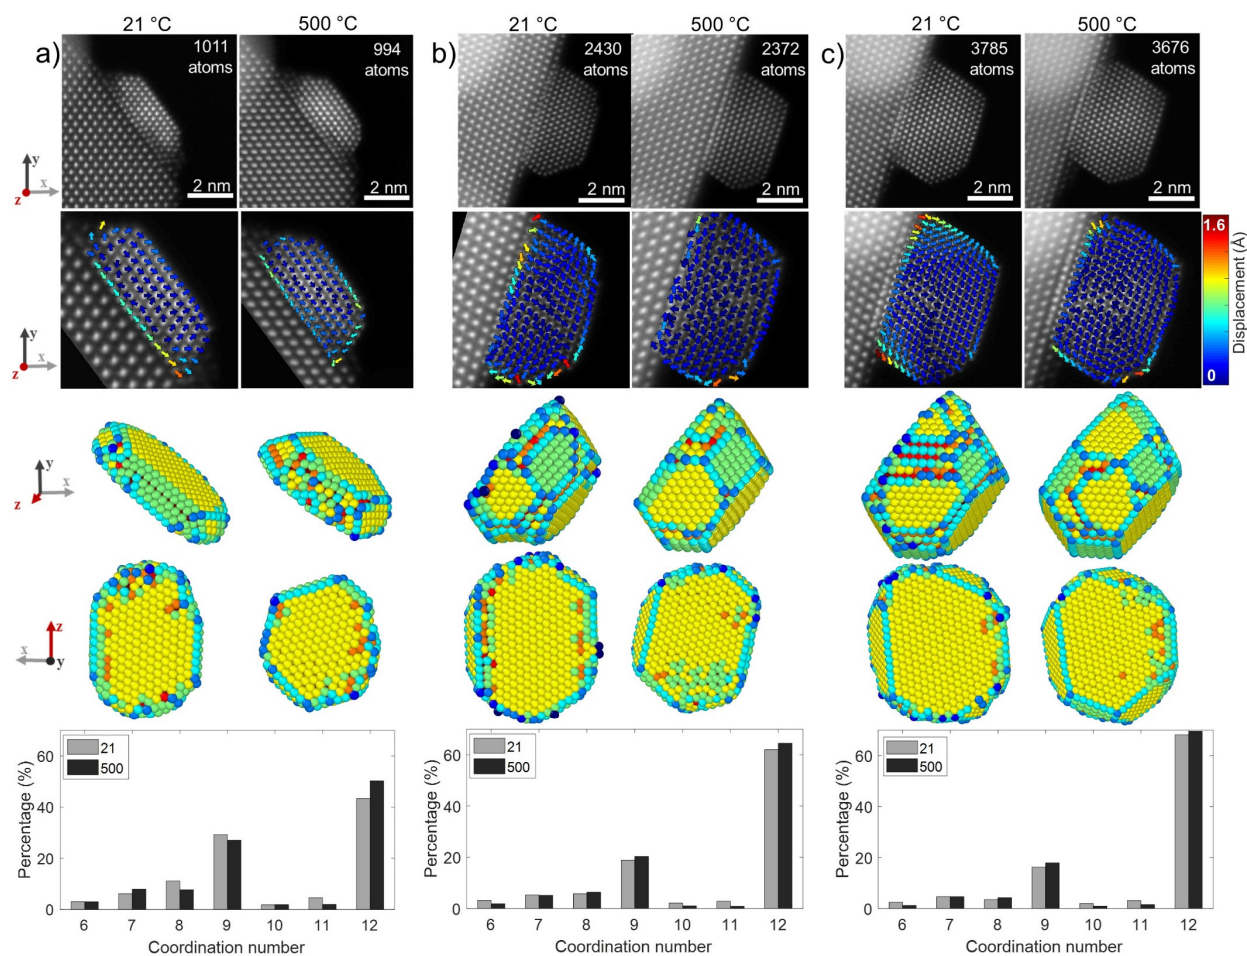 21 °C 500 °C 21 °C 500 °C 21 °C 500 °C
a) 1011 atoms 994 atoms b) 2430 atoms 2372 atoms c) 3785 atoms 3676 atoms
y
x
z
2 nm 2 nm 2 nm 2 nm 2 nm 2 nm
1.6
Displacement (Å)
0
y
x
z
y
x
z
z
x
y
Percentage (%)
60
40
20
0
21
500
6 7 8 9 10 11 12
Coordination number
Percentage (%)
60
40
20
0
21
500
6 7 8 9 10 11 12
Coordination number
Percentage (%)
60
40
20
0
21
500
6 7 8 9 10 11 12
Coordination number